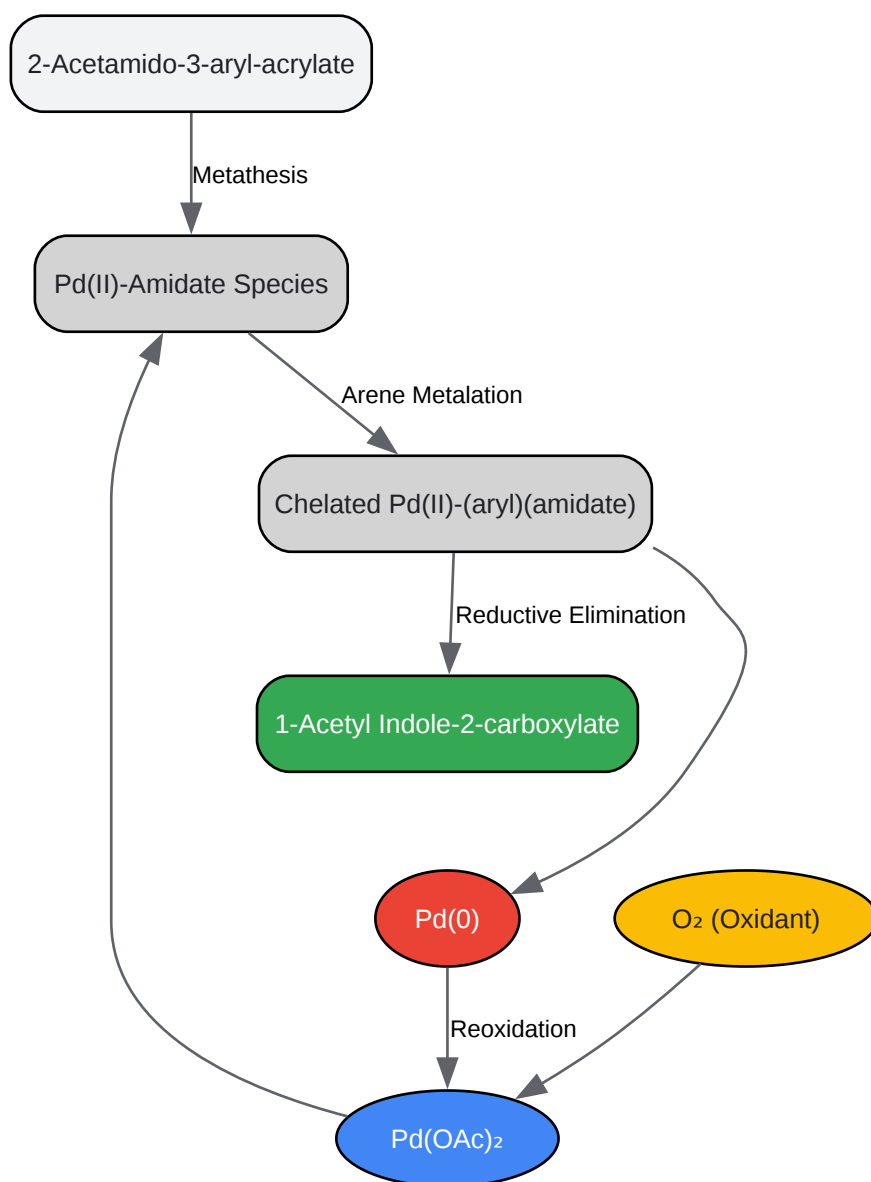 2-Acetamido-3-aryl-acrylate
Metathesis
Pd(II)-Amidate Species
Arene Metalation
Chelated Pd(II)-(aryl)(amidate)
Reductive Elimination
1-Acetyl Indole-2-carboxylate
Pd(0)
O₂ (Oxidant)
Reoxidation
Pd(OAc)₂